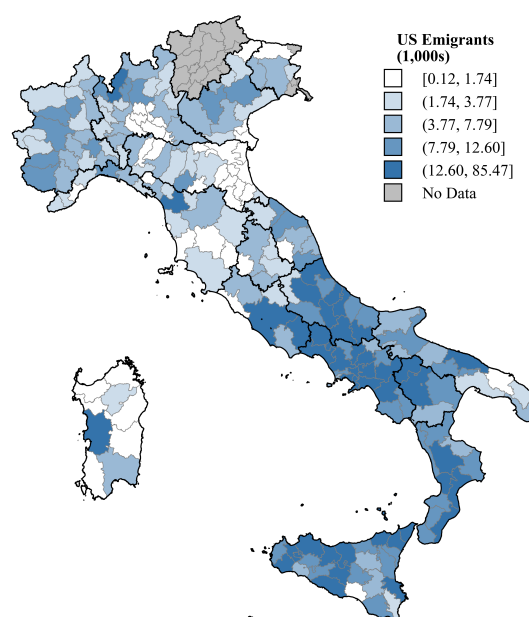 US Emigrants
(1,000s)
[0.12, 1.74]
(1.74, 3.77]
(3.77, 7.79]
(7.79, 12.60]
(12.60, 85.47]
No Data